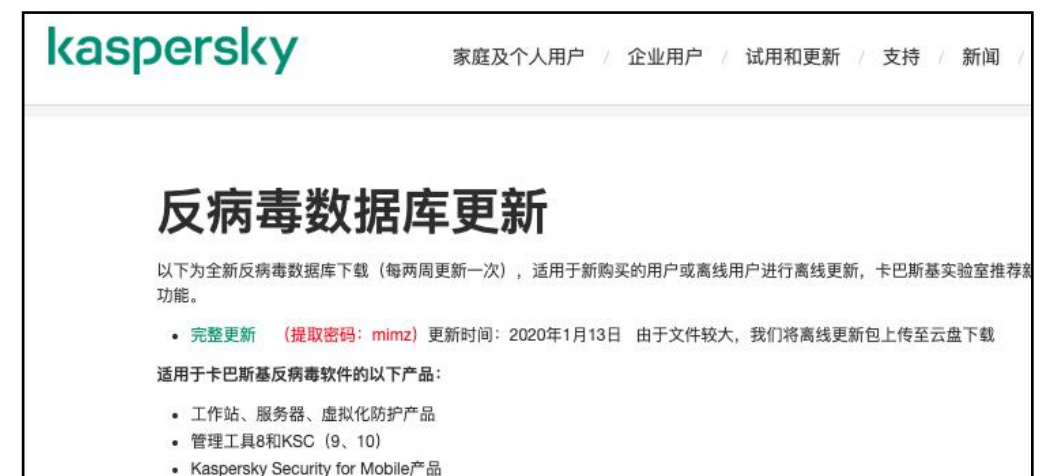 kaspersky
家庭及个人用户 / 企业用户 / 试用和更新 / 支持 / 新闻 /
反病毒数据库更新
以下为全新反病毒数据库下载（每两周更新一次），适用于新购买的用户或离线用户进行离线更新，卡巴斯基实验室推荐新
功能。
• 完整更新 （提取密码：mimz）更新时间：2020年1月13日 由于文件较大，我们将离线更新包上传至云盘下载
适用于卡巴斯基反病毒软件的以下产品：
• 工作站、服务器、虚拟化防护产品
• 管理工具8和KSC（9、10）
• Kaspersky Security for Mobile产品